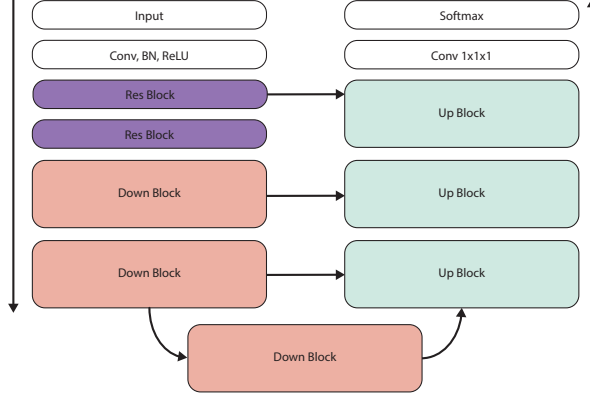 Input
Softmax
Conv, BN, ReLU
Conv 1x1x1
Res Block
Up Block
Res Block
Down Block
Up Block
Down Block
Up Block
Down Block